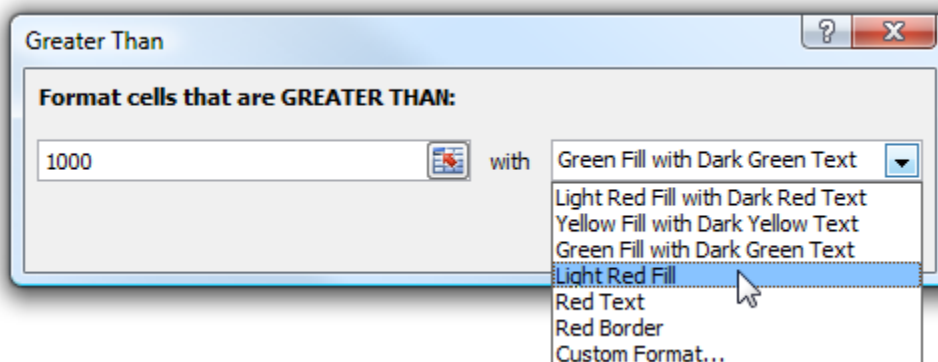 Greater Than
Format cells that are GREATER THAN:
1000 with Green Fill with Dark Green Text
Light Red Fill with Dark Red Text
Yellow Fill with Dark Yellow Text
Green Fill with Dark Green Text
Light Red Fill
Red Text
Red Border
Custom Format...